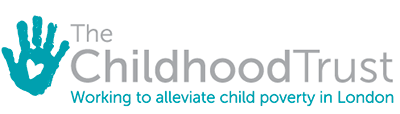 The
ChildhoodTrust
Working to alleviate child poverty in London